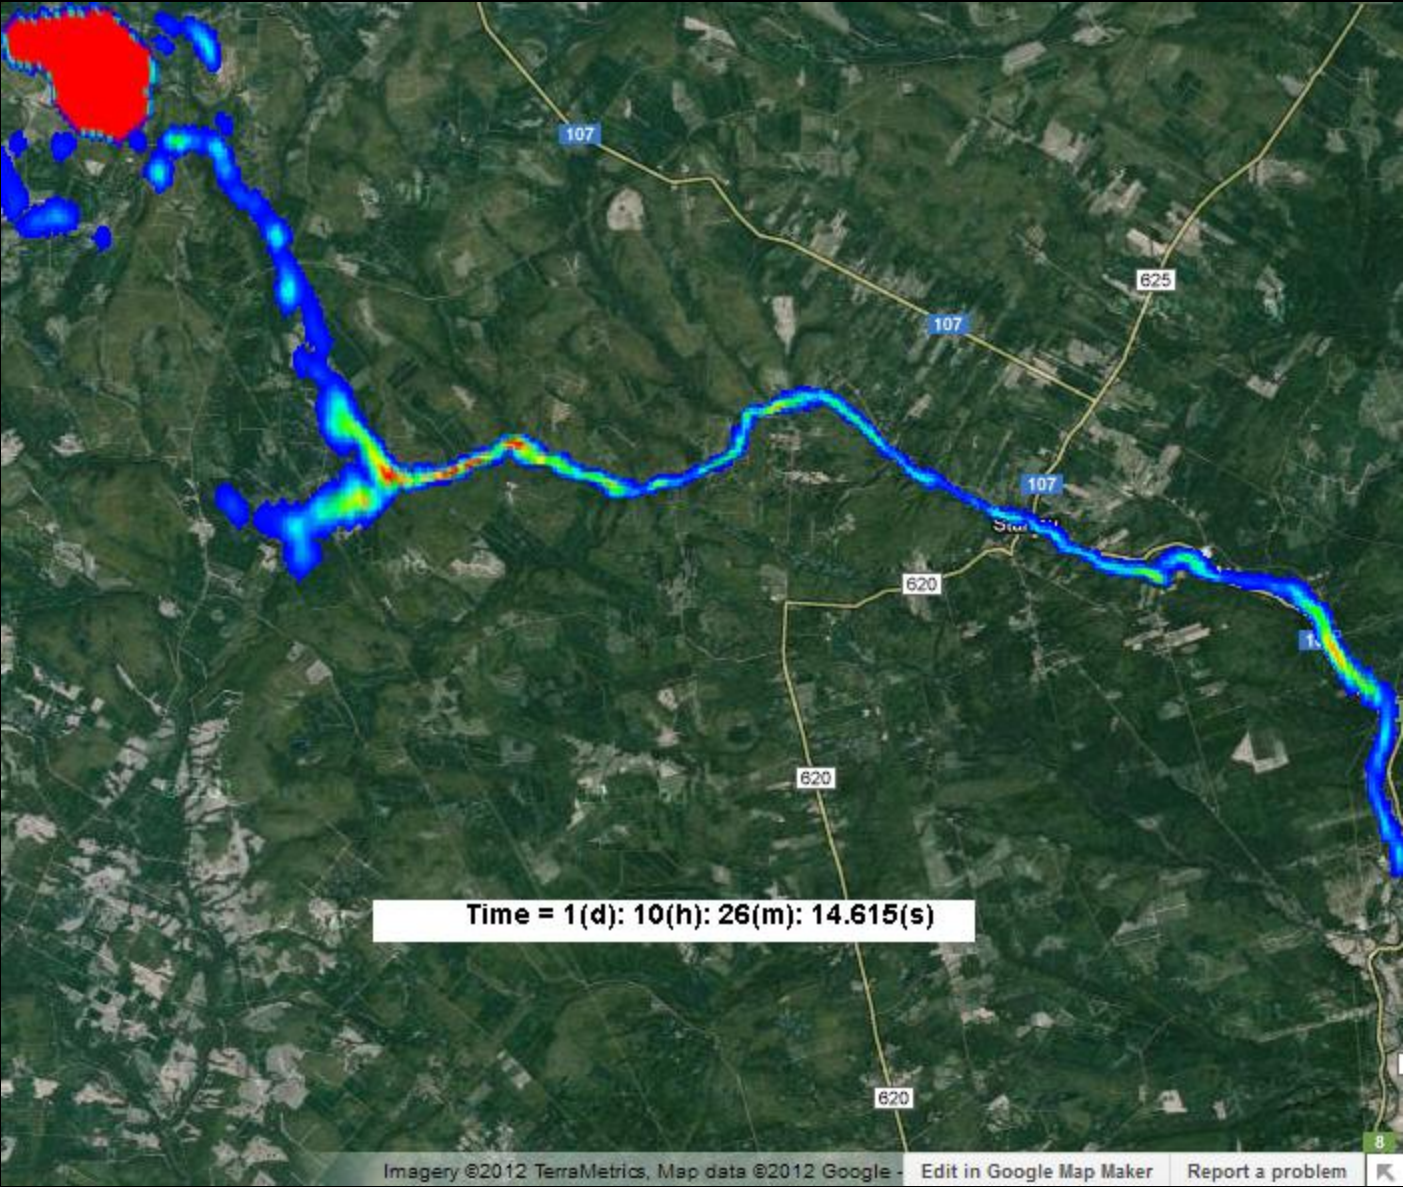 107
625
107
107
620
620
Time = 1(d): 10(h): 26(m): 14.615(s)
620
8
Imagery ©2012 TerraMetrics, Map data ©2012 Google -
Edit in Google Map Maker
Report a problem